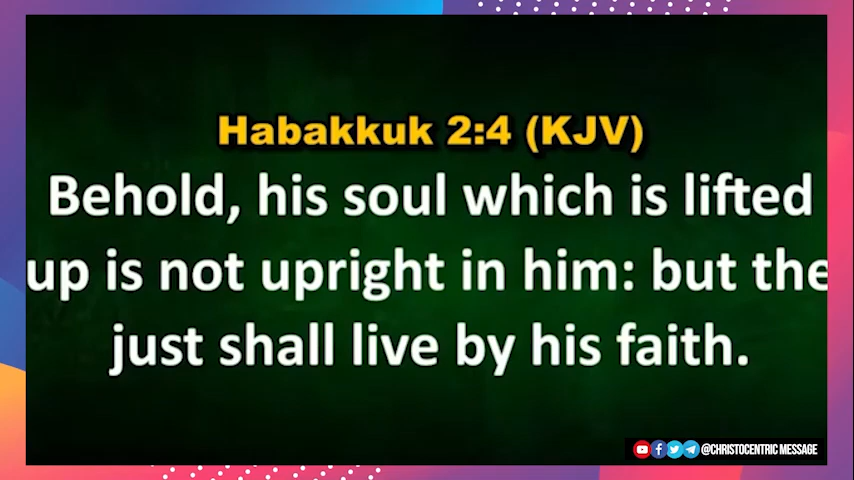 Habakkuk 2:4 (KJV)
Behold, his soul which is lifted
up is not upright in him: but the
just shall live by his faith.
@CHRISTOCENTRIC MESSAGE